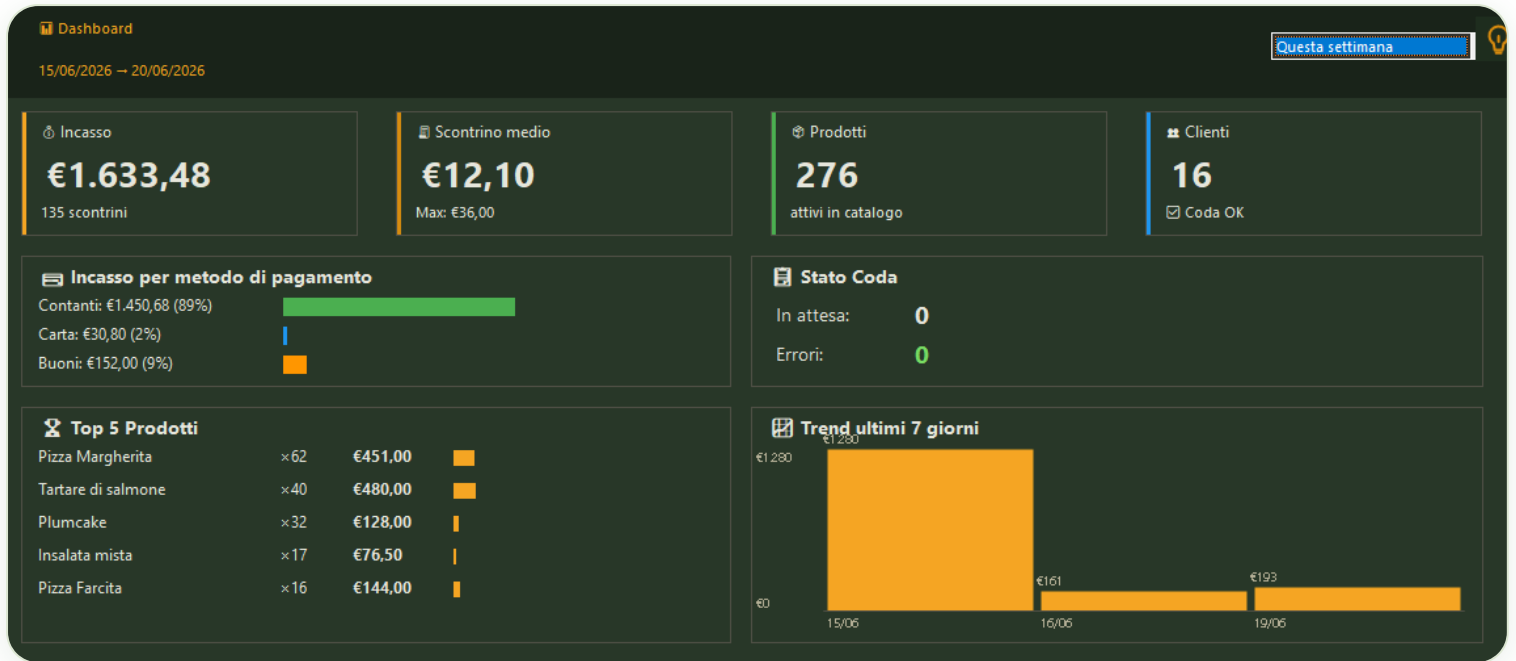 Dashboard
15/06/2026 → 20/06/2026
Questa settimana
Incasso
€1.633,48
135 scontrini
Scontrino medio
€12,10
Max: €36,00
Prodotti
276
attivi in catalogo
Clienti
16
Coda OK
Incasso per metodo di pagamento
Contanti: €1.450,68 (89%)
Carta: €30,80 (2%)
Buoni: €152,00 (9%)
Stato Coda
In attesa: 0
Errori: 0
Top 5 Prodotti
Pizza Margherita ×62 €451,00
Tartare di salmone ×40 €480,00
Plumcake ×32 €128,00
Insalata mista ×17 €76,50
Pizza Farcita ×16 €144,00
Trend ultimi 7 giorni
€1280
€1280
€161
€193
€0
15/06 16/06 19/06